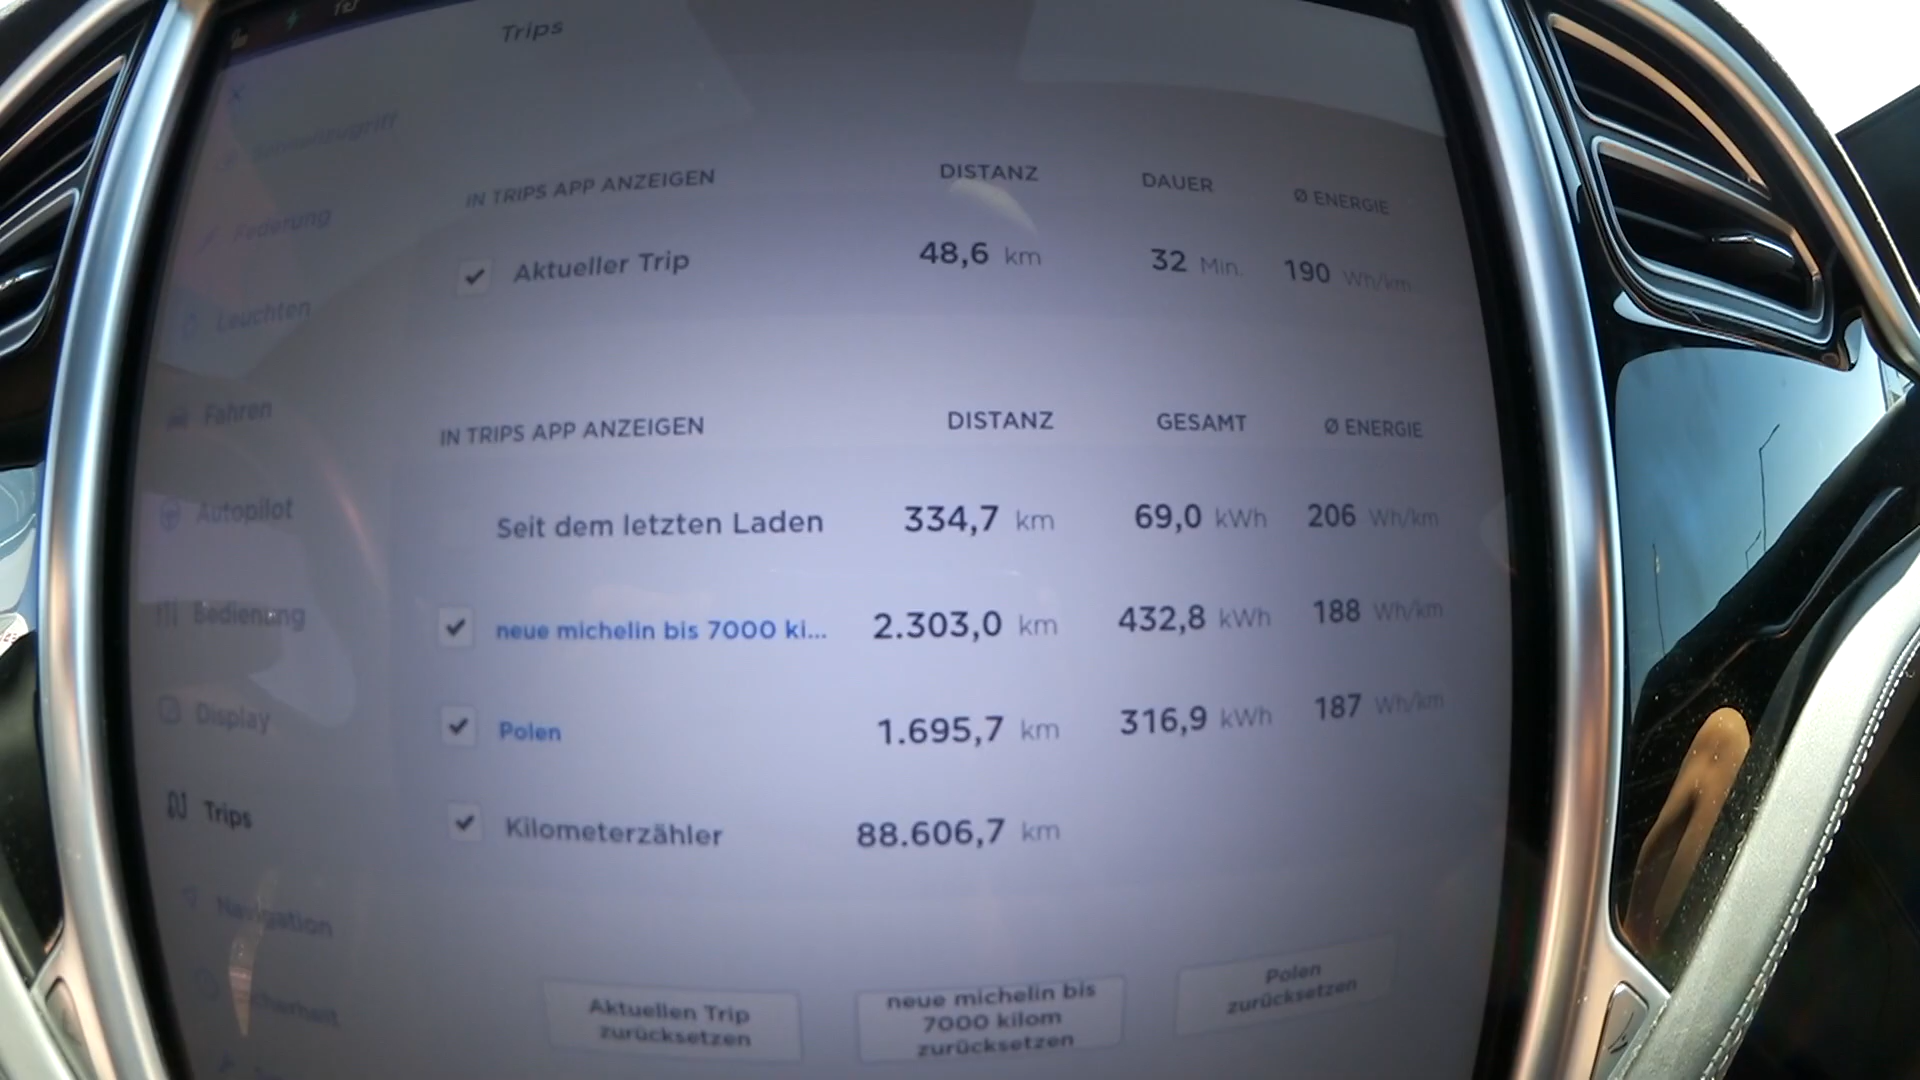 Trips
IN TRIPS APP ANZEIGEN DISTANZ DAUER Ø ENERGIE
Aktueller Trip 48,6 km 32 Min. 190 Wh/km
Federung
Leuchten
Fahren
IN TRIPS APP ANZEIGEN DISTANZ GESAMT Ø ENERGIE
Autopilot
Seit dem letzten Laden 334,7 km 69,0 kWh 206 Wh/km
Bedienung
neue michelin bis 7000 ki... 2.303,0 km 432,8 kWh 188 Wh/km
Display
Polen 1.695,7 km 316,9 kWh 187 Wh/km
Trips
Kilometerzähler 88.606,7 km
Navigation
Aktuellen Trip
zurücksetzen
neue michelin bis
7000 kilom
zurücksetzen
Polen
zurücksetzen